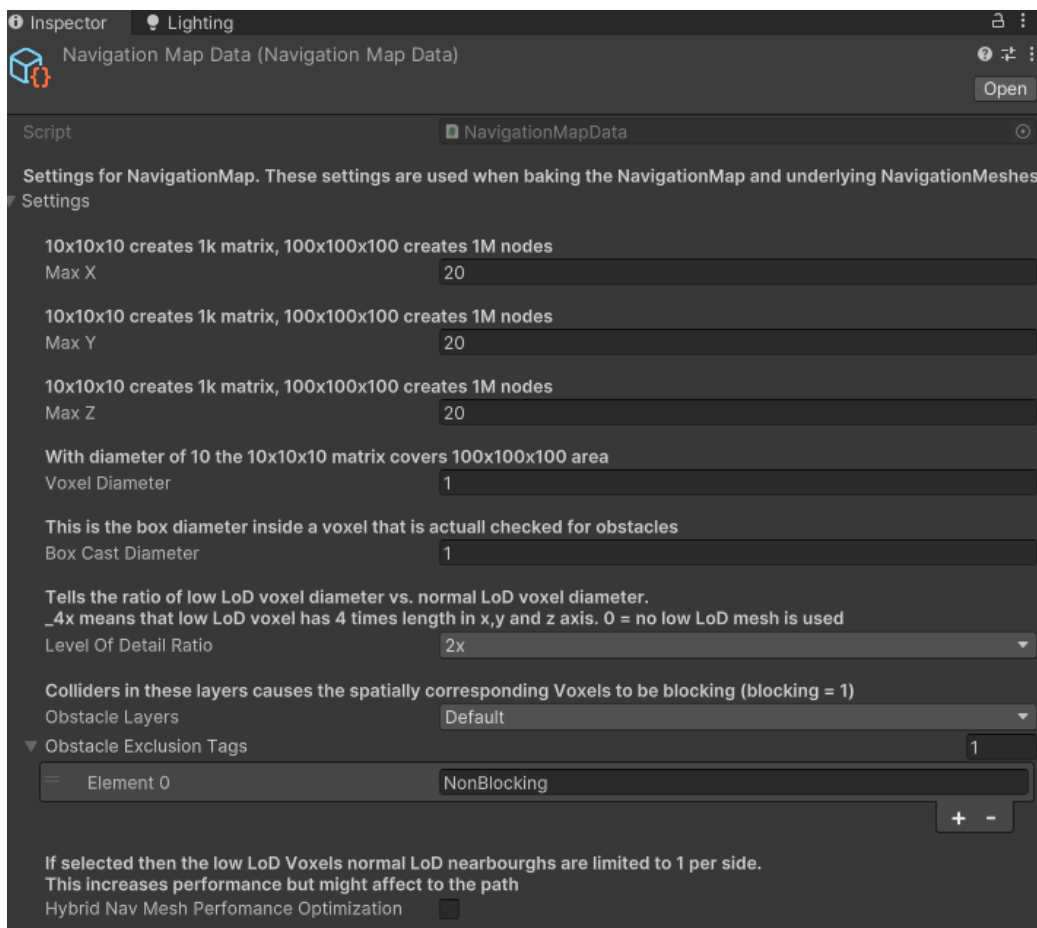 Inspector Lighting
Navigation Map Data (Navigation Map Data)
Open
Script NavigationMapData
Settings for NavigationMap. These settings are used when baking the NavigationMap and underlying NavigationMeshes
Settings
10x10x10 creates 1k matrix, 100x100x100 creates 1M nodes
Max X 20
10x10x10 creates 1k matrix, 100x100x100 creates 1M nodes
Max Y 20
10x10x10 creates 1k matrix, 100x100x100 creates 1M nodes
Max Z 20
With diameter of 10 the 10x10x10 matrix covers 100x100x100 area
Voxel Diameter 1
This is the box diameter inside a voxel that is actuall checked for obstacles
Box Cast Diameter 1
Tells the ratio of low LoD voxel diameter vs. normal LoD voxel diameter.
_4x means that low LoD voxel has 4 times length in x,y and z axis. 0 = no low LoD mesh is used
Level Of Detail Ratio 2x
Colliders in these layers causes the spatially corresponding Voxels to be blocking (blocking = 1)
Obstacle Layers Default
Obstacle Exclusion Tags 1
Element 0 NonBlocking
+ -
If selected then the low LoD Voxels normal LoD nearbourghs are limited to 1 per side.
This increases performance but might affect to the path
Hybrid Nav Mesh Perfomance Optimization